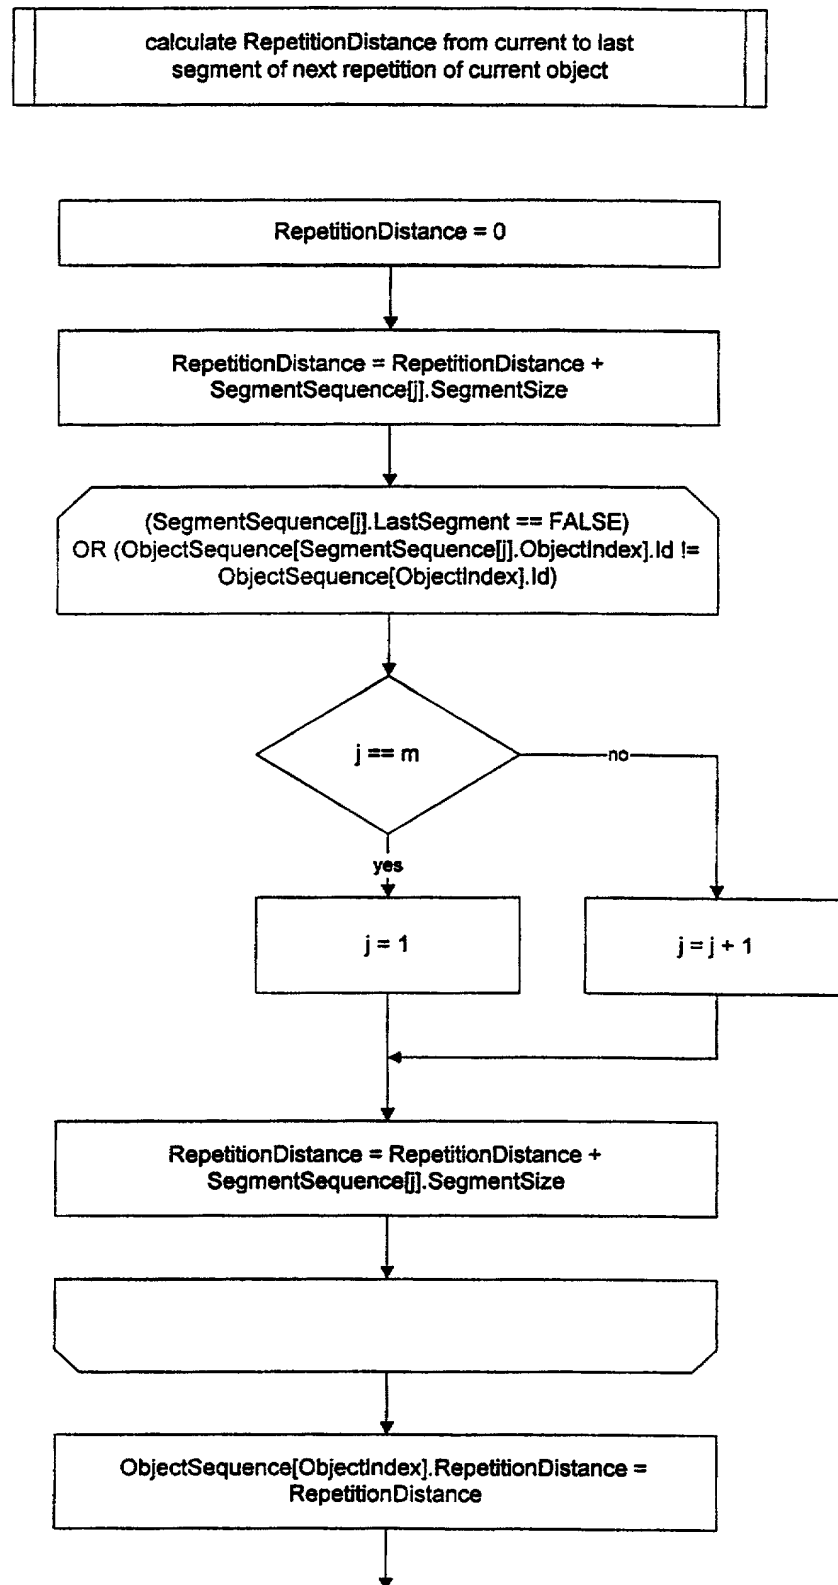 calculate RepetitionDistance from current to last
segment of next repetition of current object
RepetitionDistance = 0
RepetitionDistance = RepetitionDistance +
SegmentSequence[j].SegmentSize
(SegmentSequence[j].LastSegment == FALSE)
OR (ObjectSequence[SegmentSequence[j].ObjectIndex].Id !=
ObjectSequence[ObjectIndex].Id)
j == m
no
yes
j = 1
j = j + 1
RepetitionDistance = RepetitionDistance +
SegmentSequence[j].SegmentSize
ObjectSequence[ObjectIndex].RepetitionDistance =
RepetitionDistance